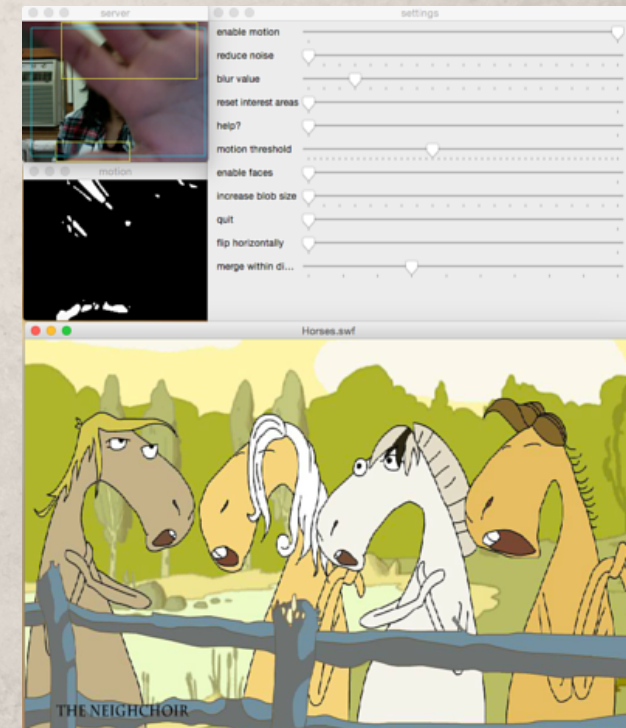 server
settings
enable motion
reduce noise
blur value
reset interest areas
help?
motion threshold
enable faces
increase blob size
quit
flip horizontally
merge within di...
motion
Horses.swf
THE NEIGHCHOIR